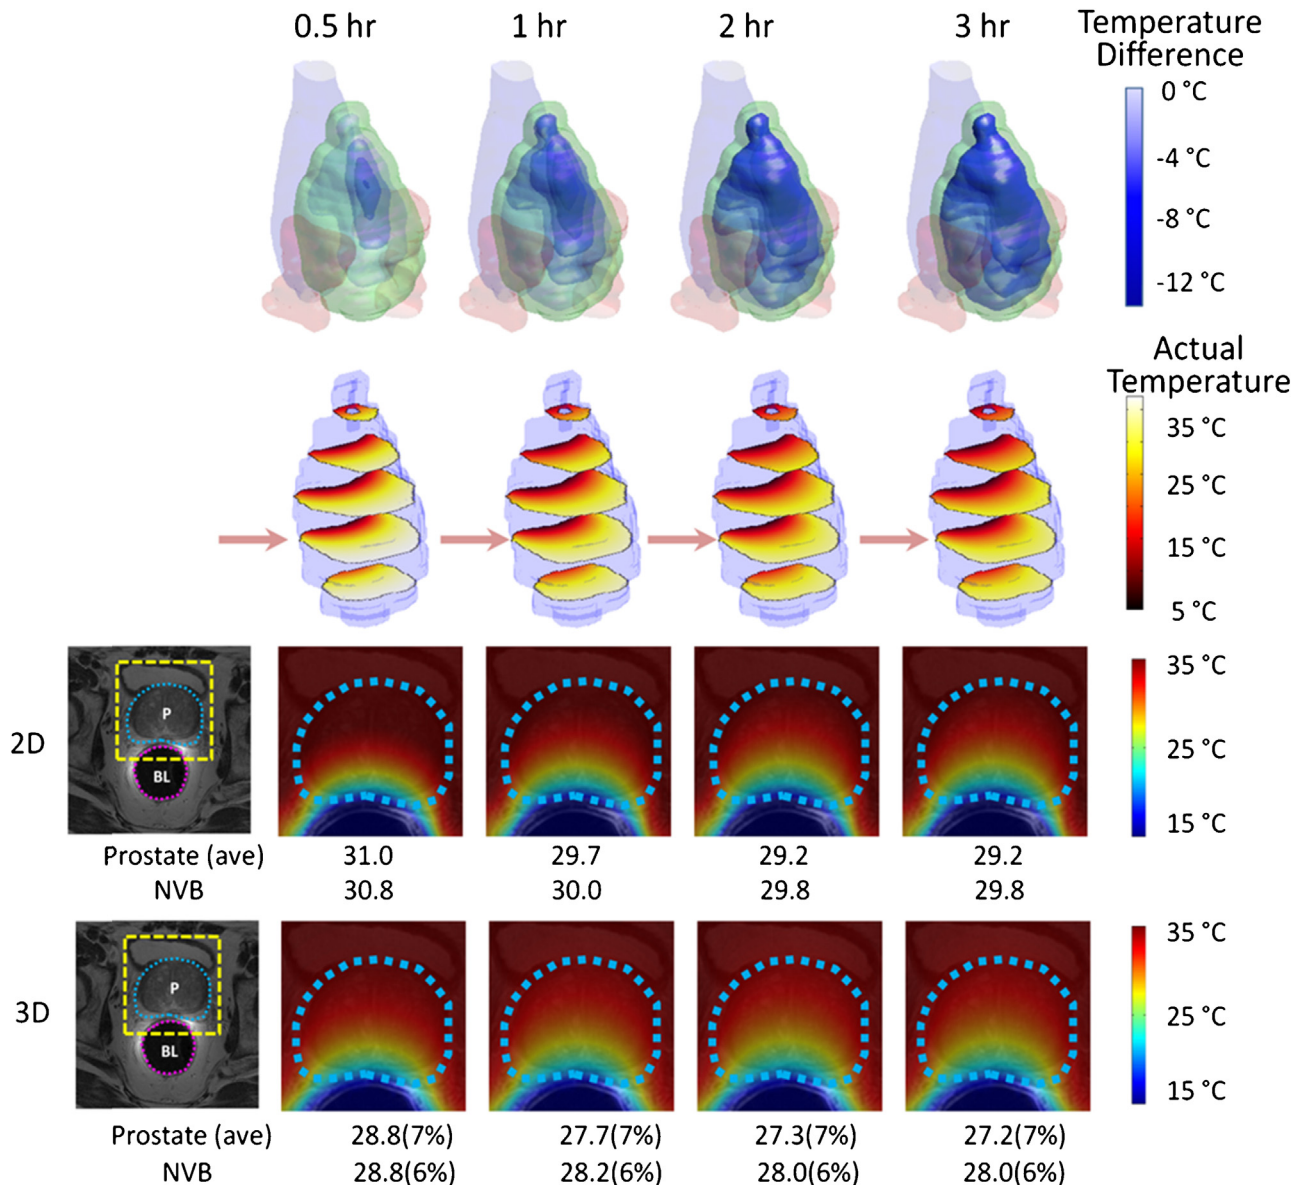 0.5 hr 1 hr 2 hr 3 hr Temperature
Difference
0 °C
-4 °C
-8 °C
-12 °C
Actual
Temperature
35 °C
25 °C
15 °C
5 °C
2D
P
BL
35 °C
25 °C
15 °C
Prostate (ave) 31.0 29.7 29.2 29.2
NVB 30.8 30.0 29.8 29.8
3D
P
BL
35 °C
25 °C
15 °C
Prostate (ave) 28.8(7%) 27.7(7%) 27.3(7%) 27.2(7%)
NVB 28.8(6%) 28.2(6%) 28.0(6%) 28.0(6%)